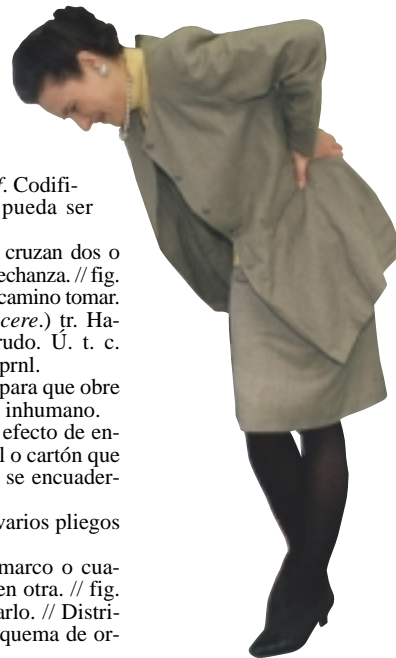 f. Codifi-
pueda ser
cruzan dos o
echanza. // fig.
camino tomar.
cere.) tr. Ha-
rudo. Ú. t. c.
prnl.
para que obre
inhumano.
efecto de en-
l o cartón que
se encuader-
varios pliegos
marco o cua-
en otra. // fig.
arlo. // Distri-
quema de or-